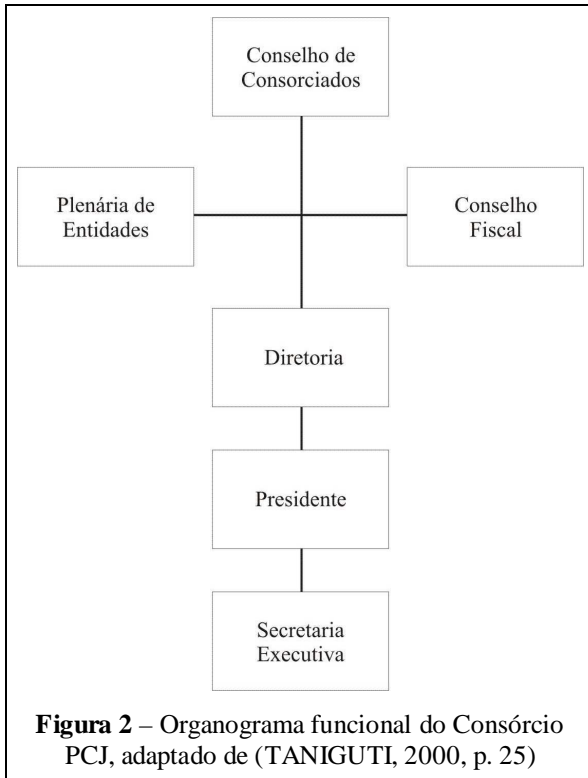 Conselho de
Consorciados
Plenária de
Entidades
Conselho
Fiscal
Diretoria
Presidente
Secretaria
Executiva
Figura 2 – Organograma funcional do Consórcio
PCJ, adaptado de (TANIGUTI, 2000, p. 25)